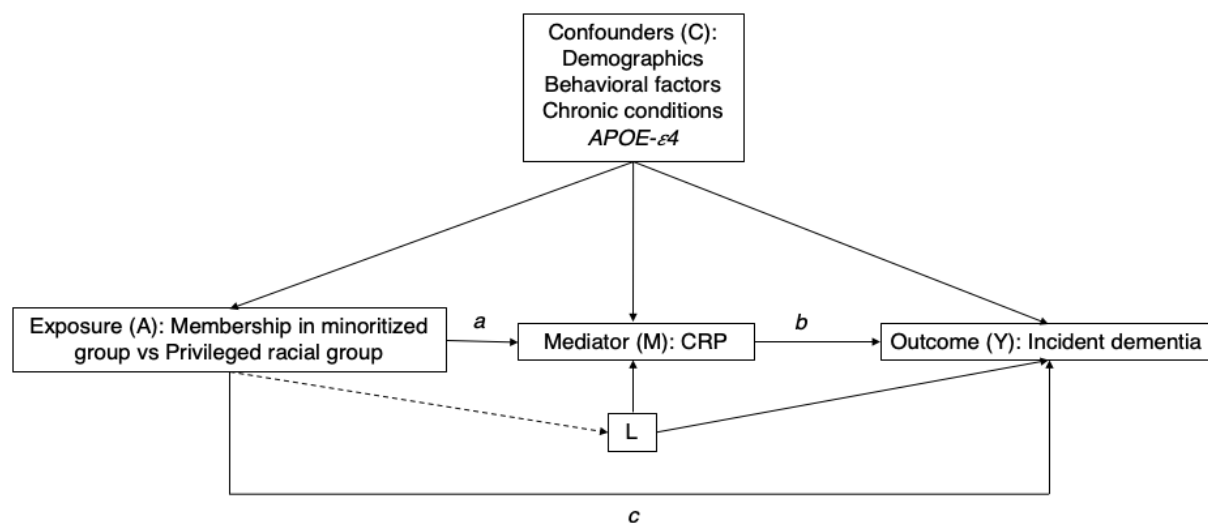 Confounders (C):
Demographics
Behavioral factors
Chronic conditions
APOE-ε4
Exposure (A): Membership in minoritized
group vs Privileged racial group
a
Mediator (M): CRP
b
Outcome (Y): Incident dementia
L
c